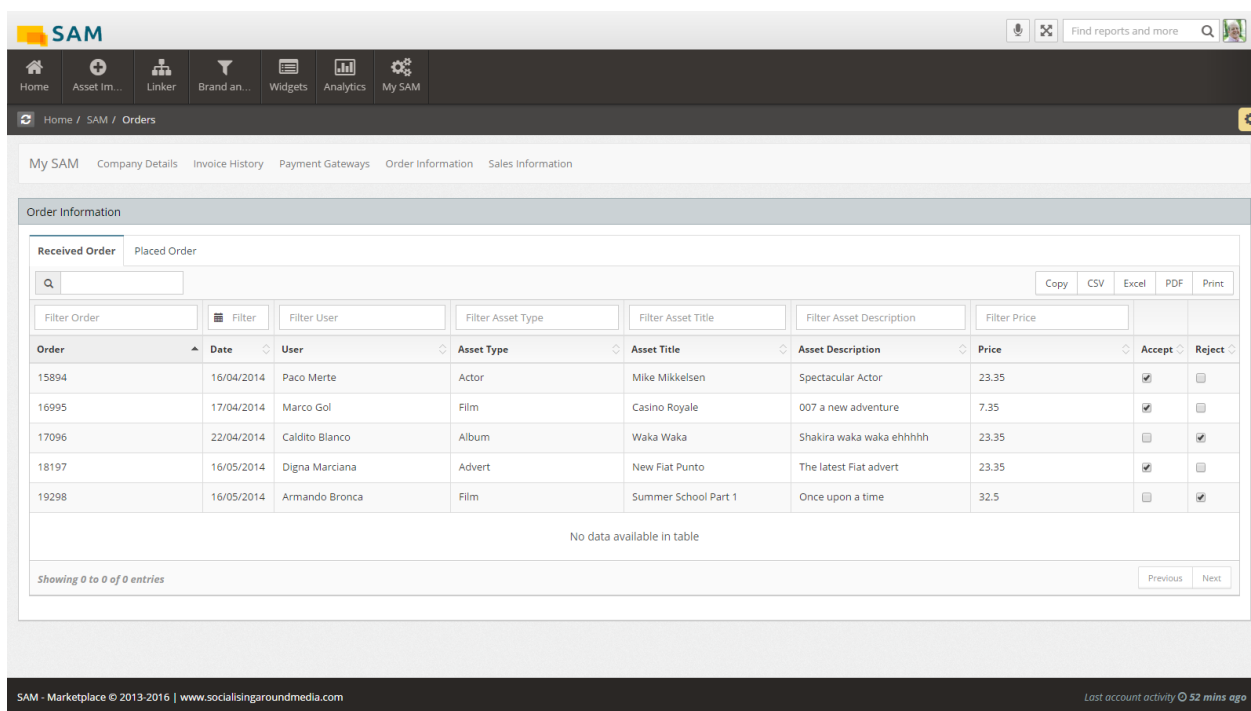 SAM
Find reports and more
Home Asset Im... Linker Brand an... Widgets Analytics My SAM
Home / SAM / Orders
My SAM Company Details Invoice History Payment Gateways Order Information Sales Information
Order Information
Received Order Placed Order
Copy CSV Excel PDF Print
Filter Order Filter Filter User Filter Asset Type Filter Asset Title Filter Asset Description Filter Price
Order Date User Asset Type Asset Title Asset Description Price Accept Reject
15894 16/04/2014 Paco Merte Actor Mike Mikkelsen Spectacular Actor 23.35
16995 17/04/2014 Marco Gol Film Casino Royale 007 a new adventure 7.35
17096 22/04/2014 Caldito Blanco Album Waka Waka Shakira waka waka ehhhhh 23.35
18197 16/05/2014 Digna Marciana Advert New Fiat Punto The latest Fiat advert 23.35
19298 16/05/2014 Armando Bronca Film Summer School Part 1 Once upon a time 32.5
No data available in table
Showing 0 to 0 of 0 entries Previous Next
SAM - Marketplace © 2013-2016 | www.socialisingaroundmedia.com Last account activity 52 mins ago